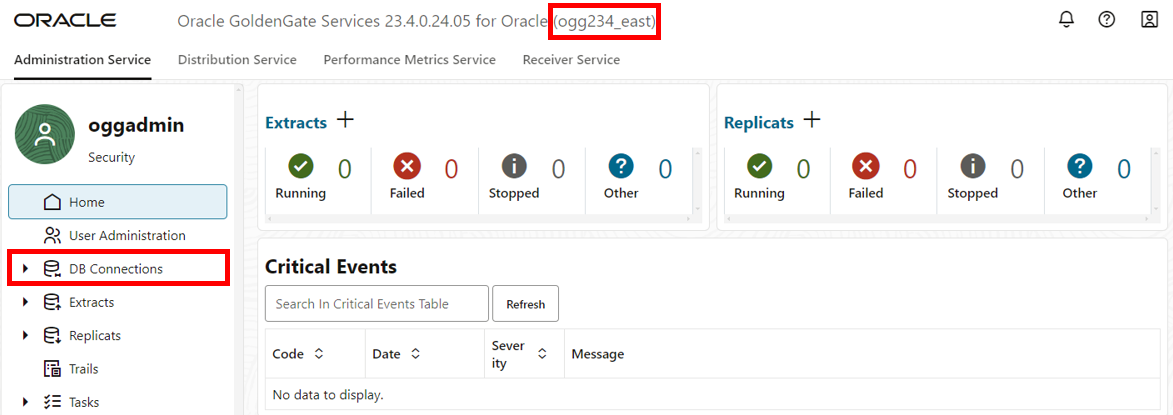 ORACLE
Oracle GoldenGate Services 23.4.0.24.05 for Oracle (ogg234_east)
Administration Service
Distribution Service
Performance Metrics Service
Receiver Service
oggadmin
Security
Home
User Administration
DB Connections
Extracts
Replicats
Trails
Tasks
Extracts
0
Running
0
Failed
0
Stopped
0
Other
Replicats
0
Running
0
Failed
0
Stopped
0
Other
Critical Events
Search In Critical Events Table
Refresh
Code
Date
Sever
ity
Message
No data to display.